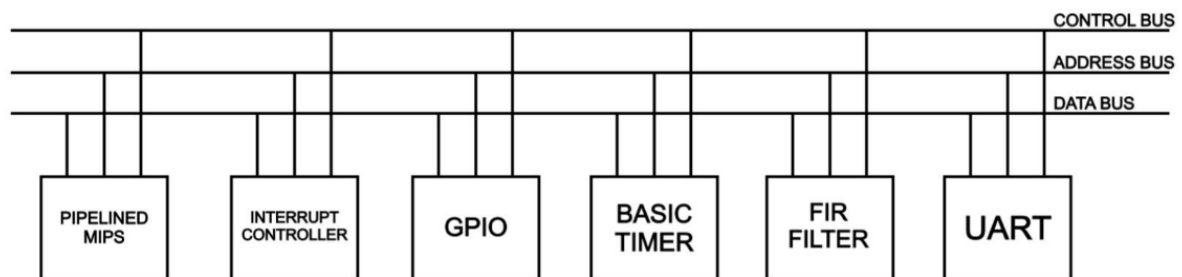 CONTROL BUS
ADDRESS BUS
DATA BUS
PIPELINED
MIPS
INTERRUPT
CONTROLLER
GPIO
BASIC
TIMER
FIR
FILTER
UART